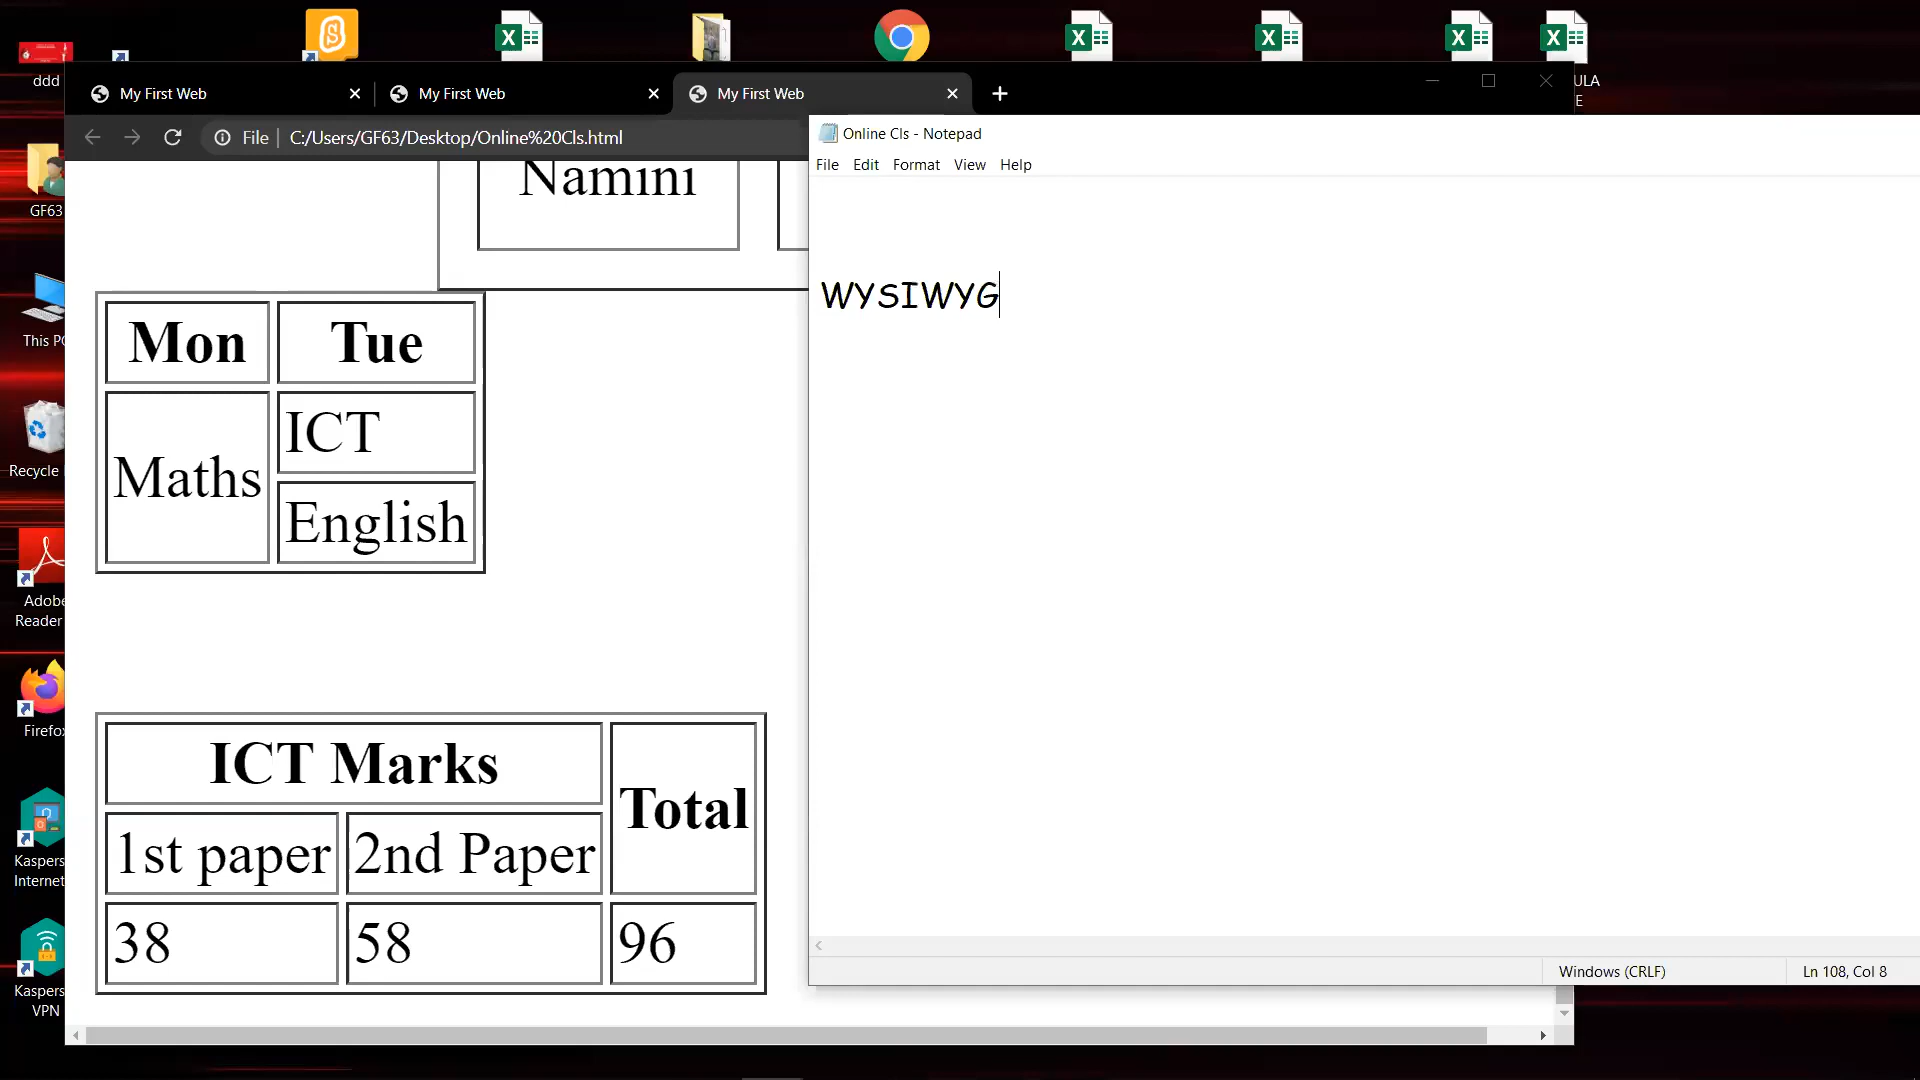 ddd
GF63
This PC
Recycle
Adobe
Reader
Firefox
Kaspers
Internet
Kaspers
VPN
ULA
E
My First Web
My First Web
My First Web
File
C:/Users/GF63/Desktop/Online%20Cls.html
Namini
Mon Tue
Maths
ICT
English
ICT Marks
Total
1st paper 2nd Paper
38 58 96
Online Cls - Notepad
File Edit Format View Help
WYSIWYG
Windows (CRLF)
Ln 108, Col 8